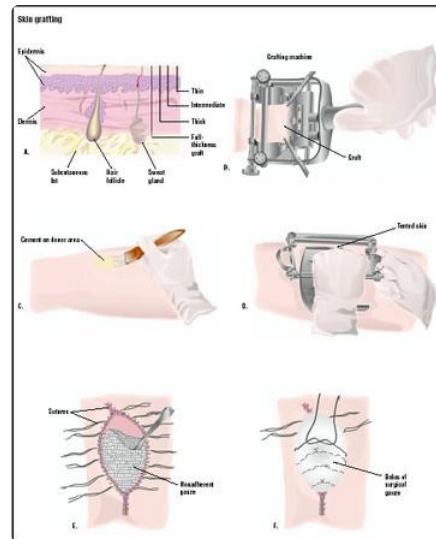 Skin grafting
Epidermis
Dermis
Thin
Intermediate
Thick
Full-
thickness
graft
A.
Subcutaneous
fat
Hair
follicle
Sweat
gland
Grafting machine
B.
Graft
Cement on donor area
C.
Tented skin
D.
Sutures
Nonadherent
gauze
E.
Bolus of
surgical
gauze
F.